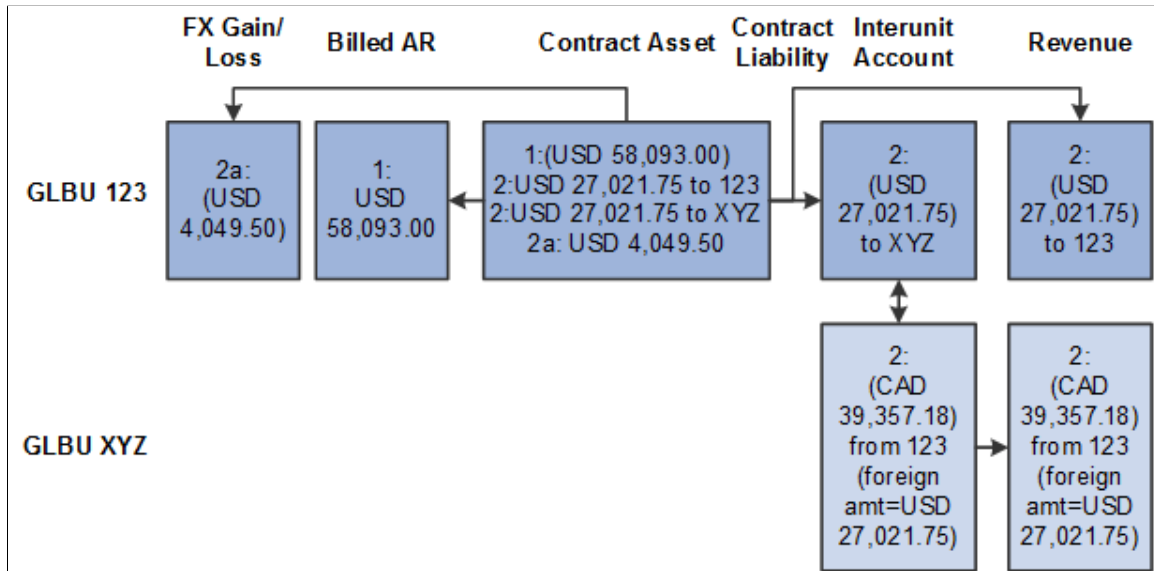 FX Gain/
Loss
Billed AR
Contract Asset
Contract
Liability
Interunit
Account
Revenue
GLBU 123
2a:
(USD
4,049.50)
1:
USD
58,093.00
1:(USD 58,093.00)
2:USD 27,021.75 to 123
2:USD 27,021.75 to XYZ
2a: USD 4,049.50
2:
(USD
27,021.75)
to XYZ
2:
(USD
27,021.75)
to 123
GLBU XYZ
2:
(CAD
39,357.18)
from 123
(foreign
amt=USD
27,021.75)
2:
(CAD
39,357.18)
from 123
(foreign
amt=USD
27,021.75)